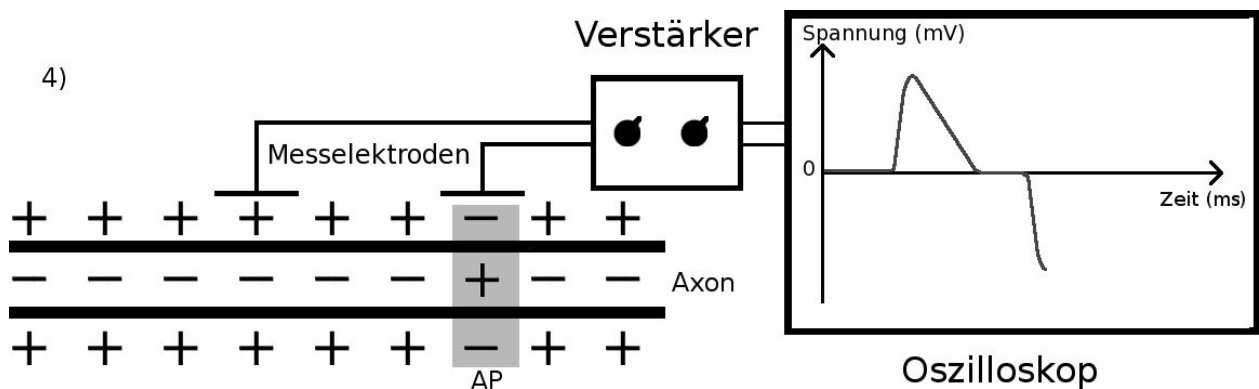 4)
Verstärker
Messelektroden
Spannung (mV)
0
Zeit (ms)
+ + + + + + − + +
− − − − − − + − −
Axon
+ + + + + + − + +
AP
Oszilloskop